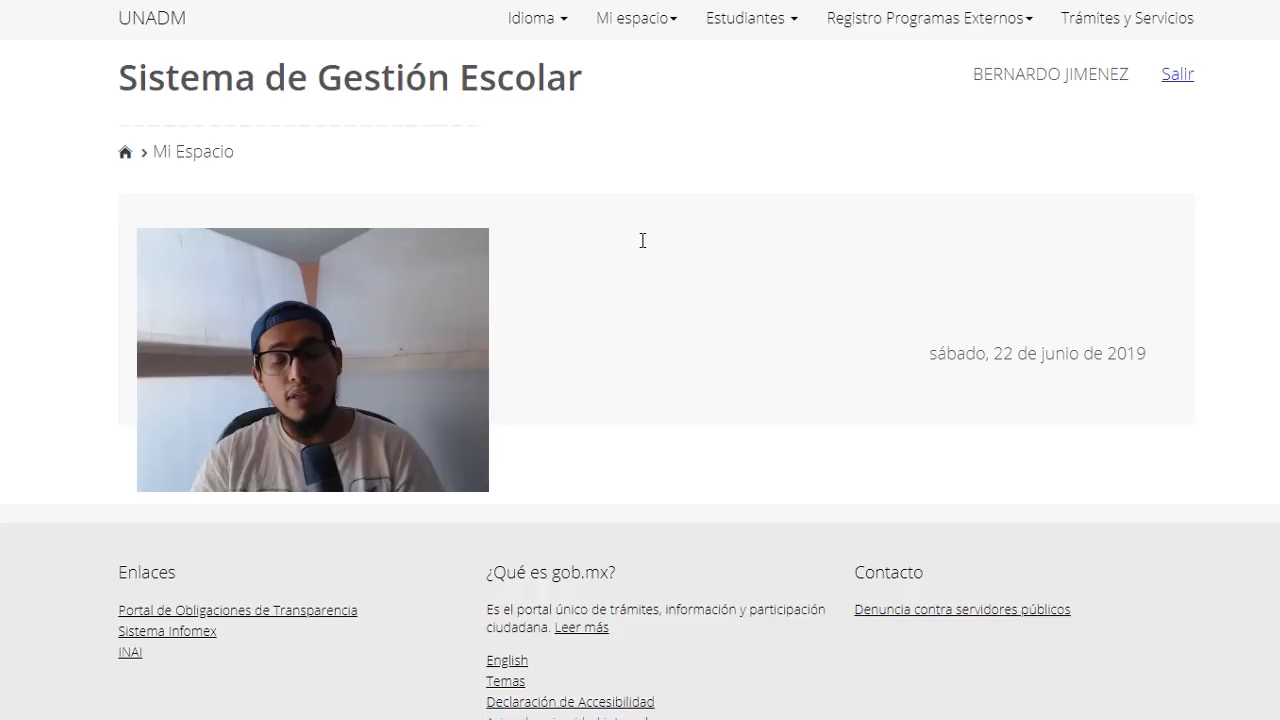 UNADM
Idioma
Mi espacio
Estudiantes
Registro Programas Externos
Trámites y Servicios
Sistema de Gestión Escolar
BERNARDO JIMENEZ
Salir
Mi Espacio
sábado, 22 de junio de 2019
Enlaces
Portal de Obligaciones de Transparencia
Sistema Infomex
INAI
¿Qué es gob.mx?
Es el portal único de trámites, información y participación
ciudadana. Leer más
English
Temas
Declaración de Accesibilidad
Contacto
Denuncia contra servidores públicos